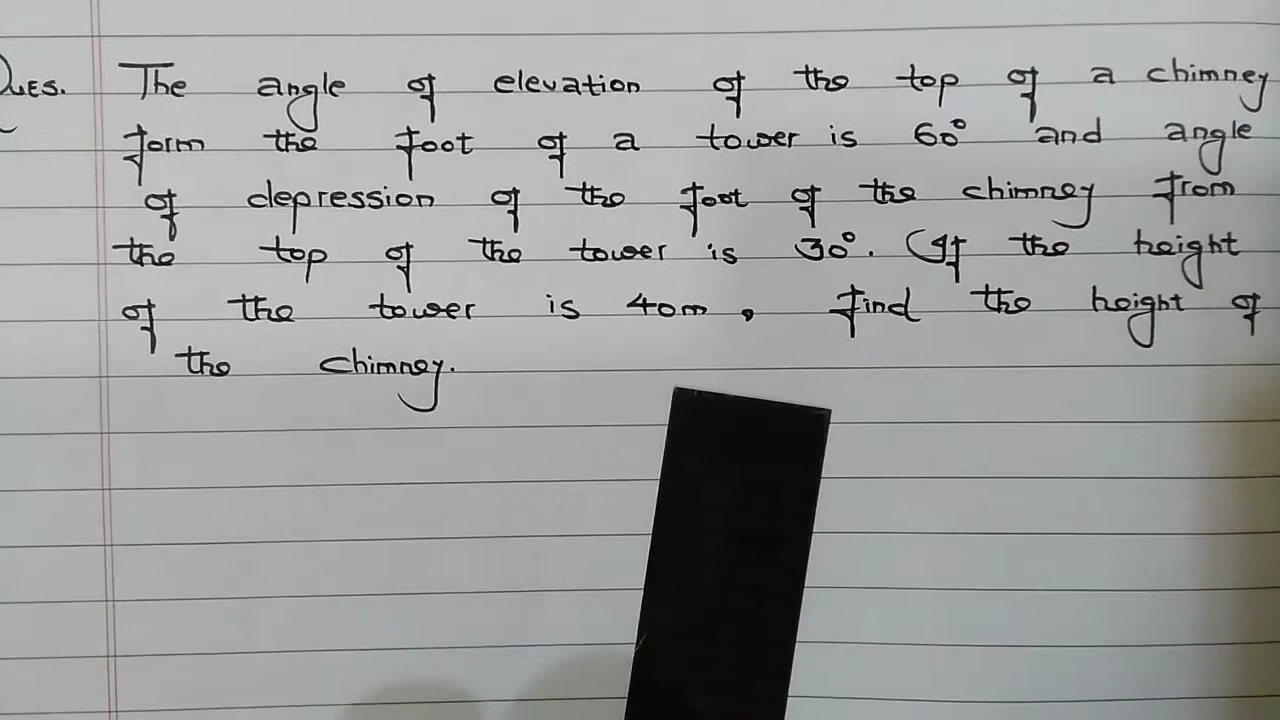 Ques. The angle of elevation of the top of a chimney
form the foot of a tower is 60° and angle
of depression of the foot of the chimney from
the top of the tower is 30°. If the height
of the tower is 40m, find the height of
the chimney.